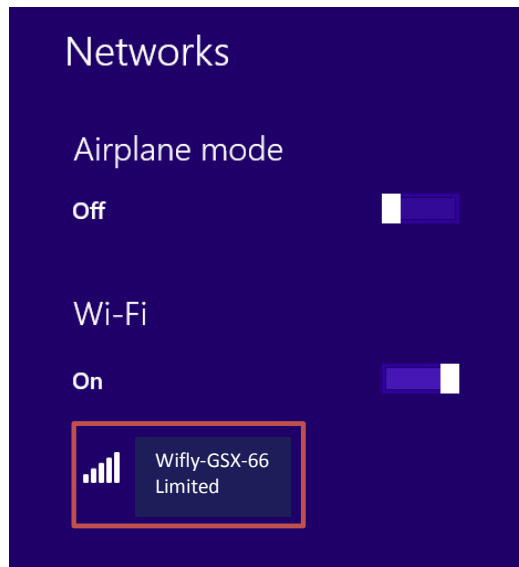 Networks
Airplane mode
Off
Wi-Fi
On
Wifly-GSX-66
Limited